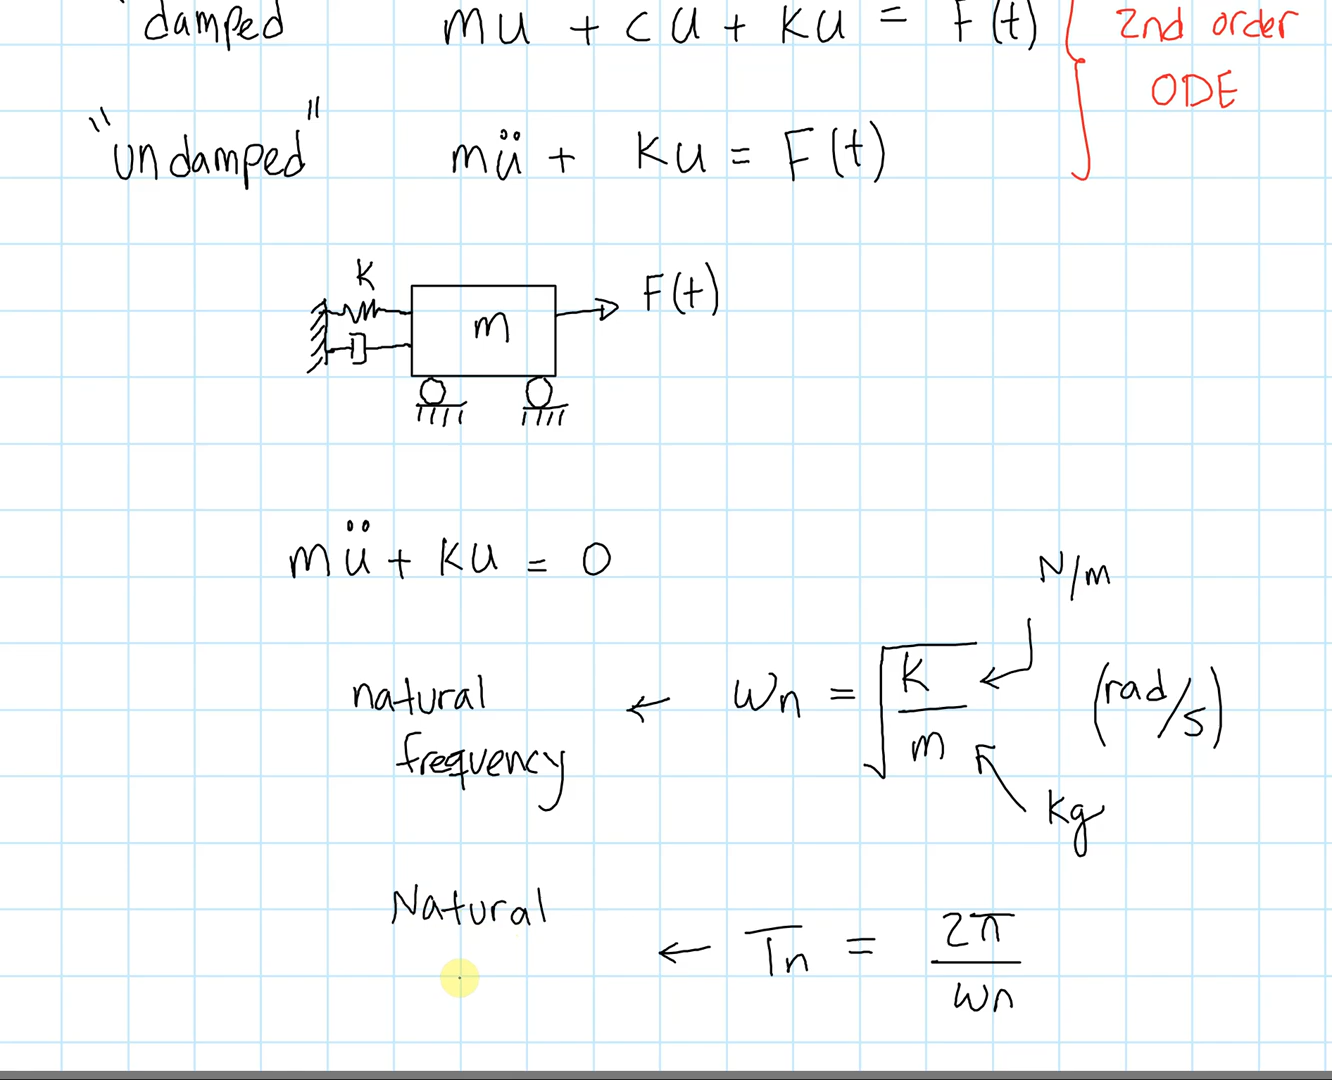 damped mu + cu + ku = F(t) 2nd order
ODE
"undamped" mü + ku = F(t)
K
m
F(t)
mü + ku = 0
N/m
natural
frequency
← ωn = √(k/m) (rad/s)
kg
Natural
← Tn = 2π/ωn